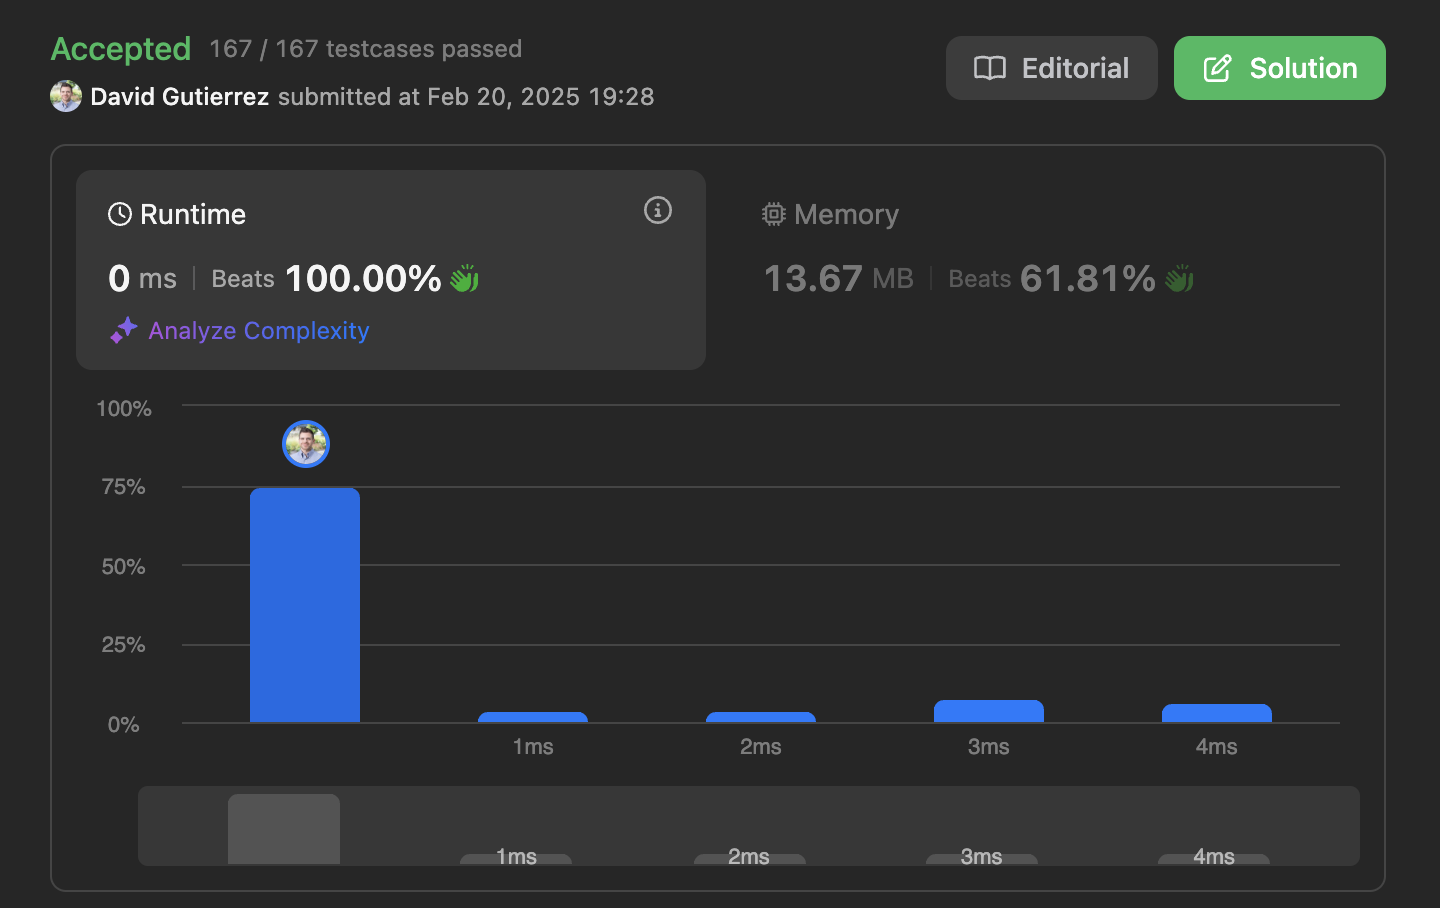 Accepted 167 / 167 testcases passed
David Gutierrez submitted at Feb 20, 2025 19:28
Editorial
Solution
Runtime
0 ms | Beats 100.00%
Analyze Complexity
Memory
13.67 MB | Beats 61.81%
100%
75%
50%
25%
0%
1ms 2ms 3ms 4ms
1ms 2ms 3ms 4ms